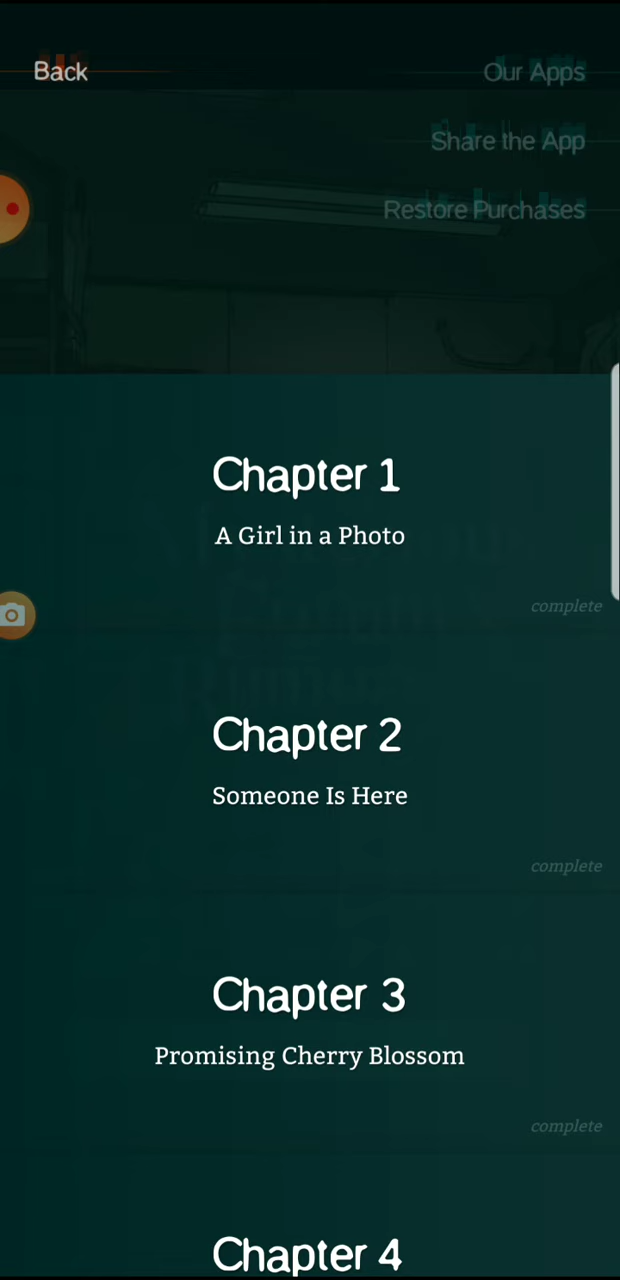 Back
Our Apps
Share the App
Restore Purchases
Chapter 1
A Girl in a Photo
complete
Chapter 2
Someone Is Here
complete
Chapter 3
Promising Cherry Blossom
complete
Chapter 4